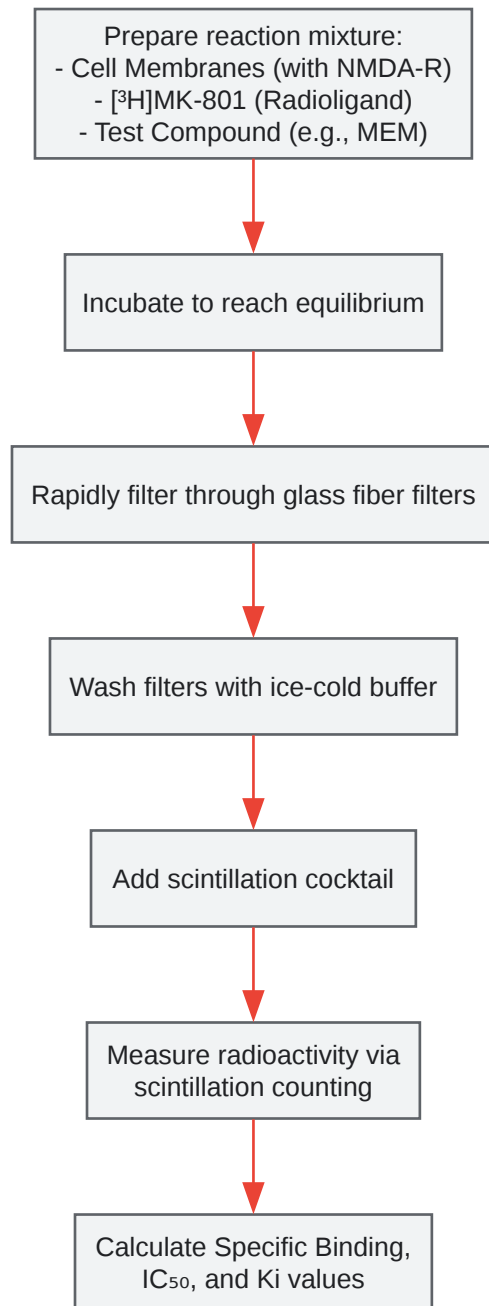 Prepare reaction mixture:
- Cell Membranes (with NMDA-R)
- [³H]MK-801 (Radioligand)
- Test Compound (e.g., MEM)
Incubate to reach equilibrium
Rapidly filter through glass fiber filters
Wash filters with ice-cold buffer
Add scintillation cocktail
Measure radioactivity via
scintillation counting
Calculate Specific Binding,
IC₅₀, and Ki values